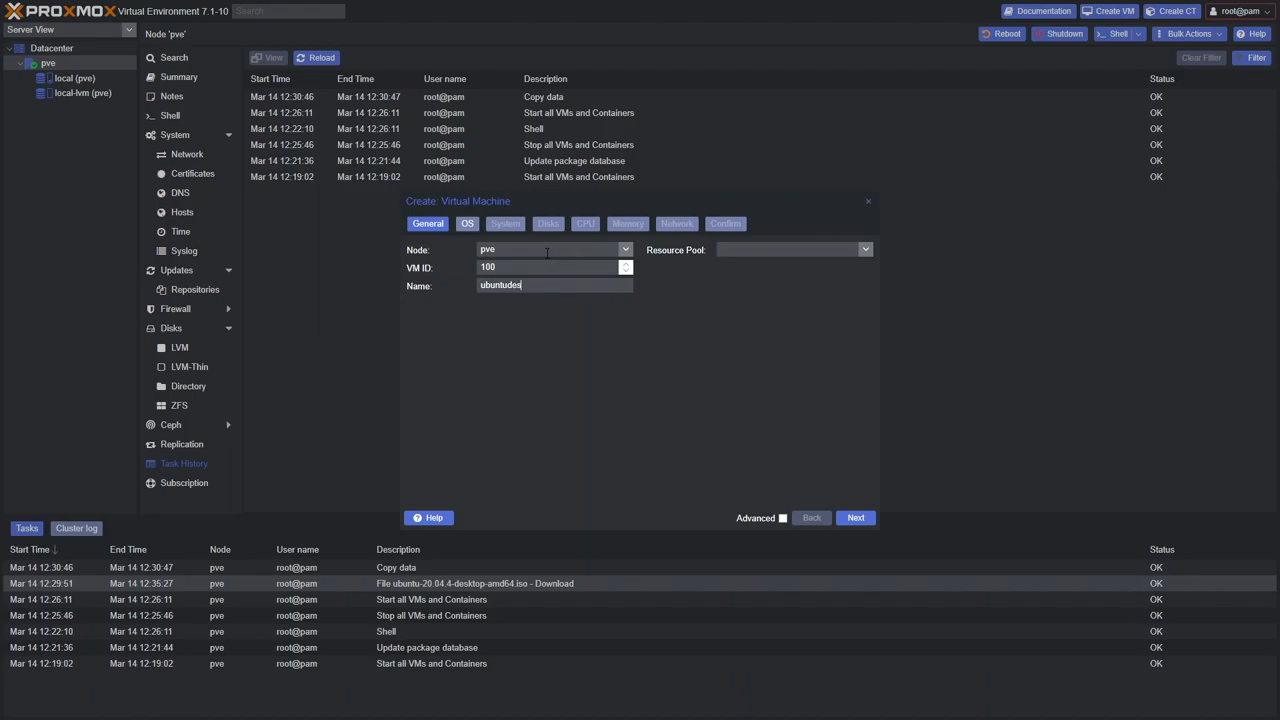 PROXMOX Virtual Environment 7.1-10 Search Documentation Create VM Create CT root@pam
Server View Node 'pve' Reboot Shutdown Shell Bulk Actions Help
Datacenter
pve
local (pve)
local-lvm (pve)
Search
Summary
Notes
Shell
System
Network
Certificates
DNS
Hosts
Time
Syslog
Updates
Repositories
Firewall
Disks
LVM
LVM-Thin
Directory
ZFS
Ceph
Replication
Task History
Subscription
View Reload Clear Filter Filter
Start Time End Time User name Description Status
Mar 14 12:30:46 Mar 14 12:30:47 root@pam Copy data OK
Mar 14 12:26:11 Mar 14 12:26:11 root@pam Start all VMs and Containers OK
Mar 14 12:22:10 Mar 14 12:26:11 root@pam Shell OK
Mar 14 12:25:46 Mar 14 12:25:46 root@pam Stop all VMs and Containers OK
Mar 14 12:21:36 Mar 14 12:21:44 root@pam Update package database OK
Mar 14 12:19:02 Mar 14 12:19:02 root@pam Start all VMs and Containers OK
Create: Virtual Machine
General OS System Disks CPU Memory Network Confirm
Node: pve Resource Pool:
VM ID: 100
Name: ubuntudes
Help Advanced Back Next
Tasks Cluster log
Start Time End Time Node User name Description Status
Mar 14 12:30:46 Mar 14 12:30:47 pve root@pam Copy data OK
Mar 14 12:29:51 Mar 14 12:35:27 pve root@pam File ubuntu-20.04.4-desktop-amd64.iso - Download OK
Mar 14 12:26:11 Mar 14 12:26:11 pve root@pam Start all VMs and Containers OK
Mar 14 12:25:46 Mar 14 12:25:46 pve root@pam Stop all VMs and Containers OK
Mar 14 12:22:10 Mar 14 12:26:11 pve root@pam Shell OK
Mar 14 12:21:36 Mar 14 12:21:44 pve root@pam Update package database OK
Mar 14 12:19:02 Mar 14 12:19:02 pve root@pam Start all VMs and Containers OK